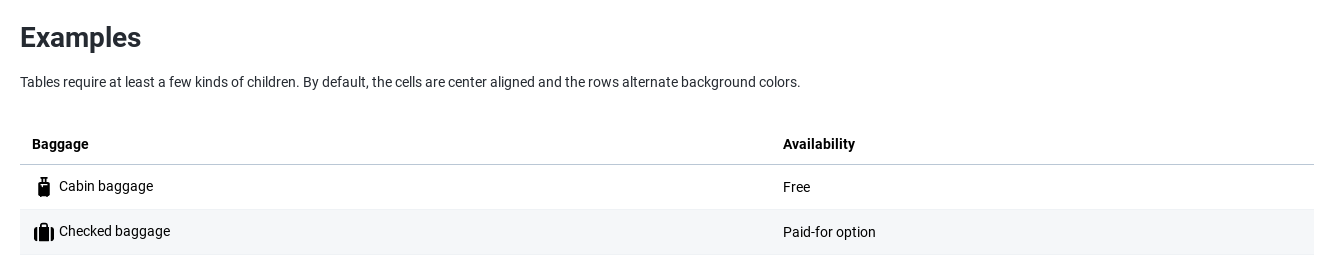 Examples
Tables require at least a few kinds of children. By default, the cells are center aligned and the rows alternate background colors.
Baggage Availability
Cabin baggage Free
Checked baggage Paid-for option